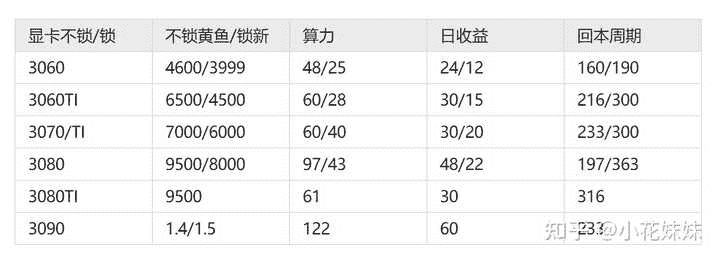 显卡不锁/锁 不锁黄鱼/锁新 算力 日收益 回本周期
3060 4600/3999 48/25 24/12 160/190
3060TI 6500/4500 60/28 30/15 216/300
3070/TI 7000/6000 60/40 30/20 233/300
3080 9500/8000 97/43 48/22 197/363
3080TI 9500 61 30 316
3090 1.4/1.5 122 60 233
知乎 @小花妹妹